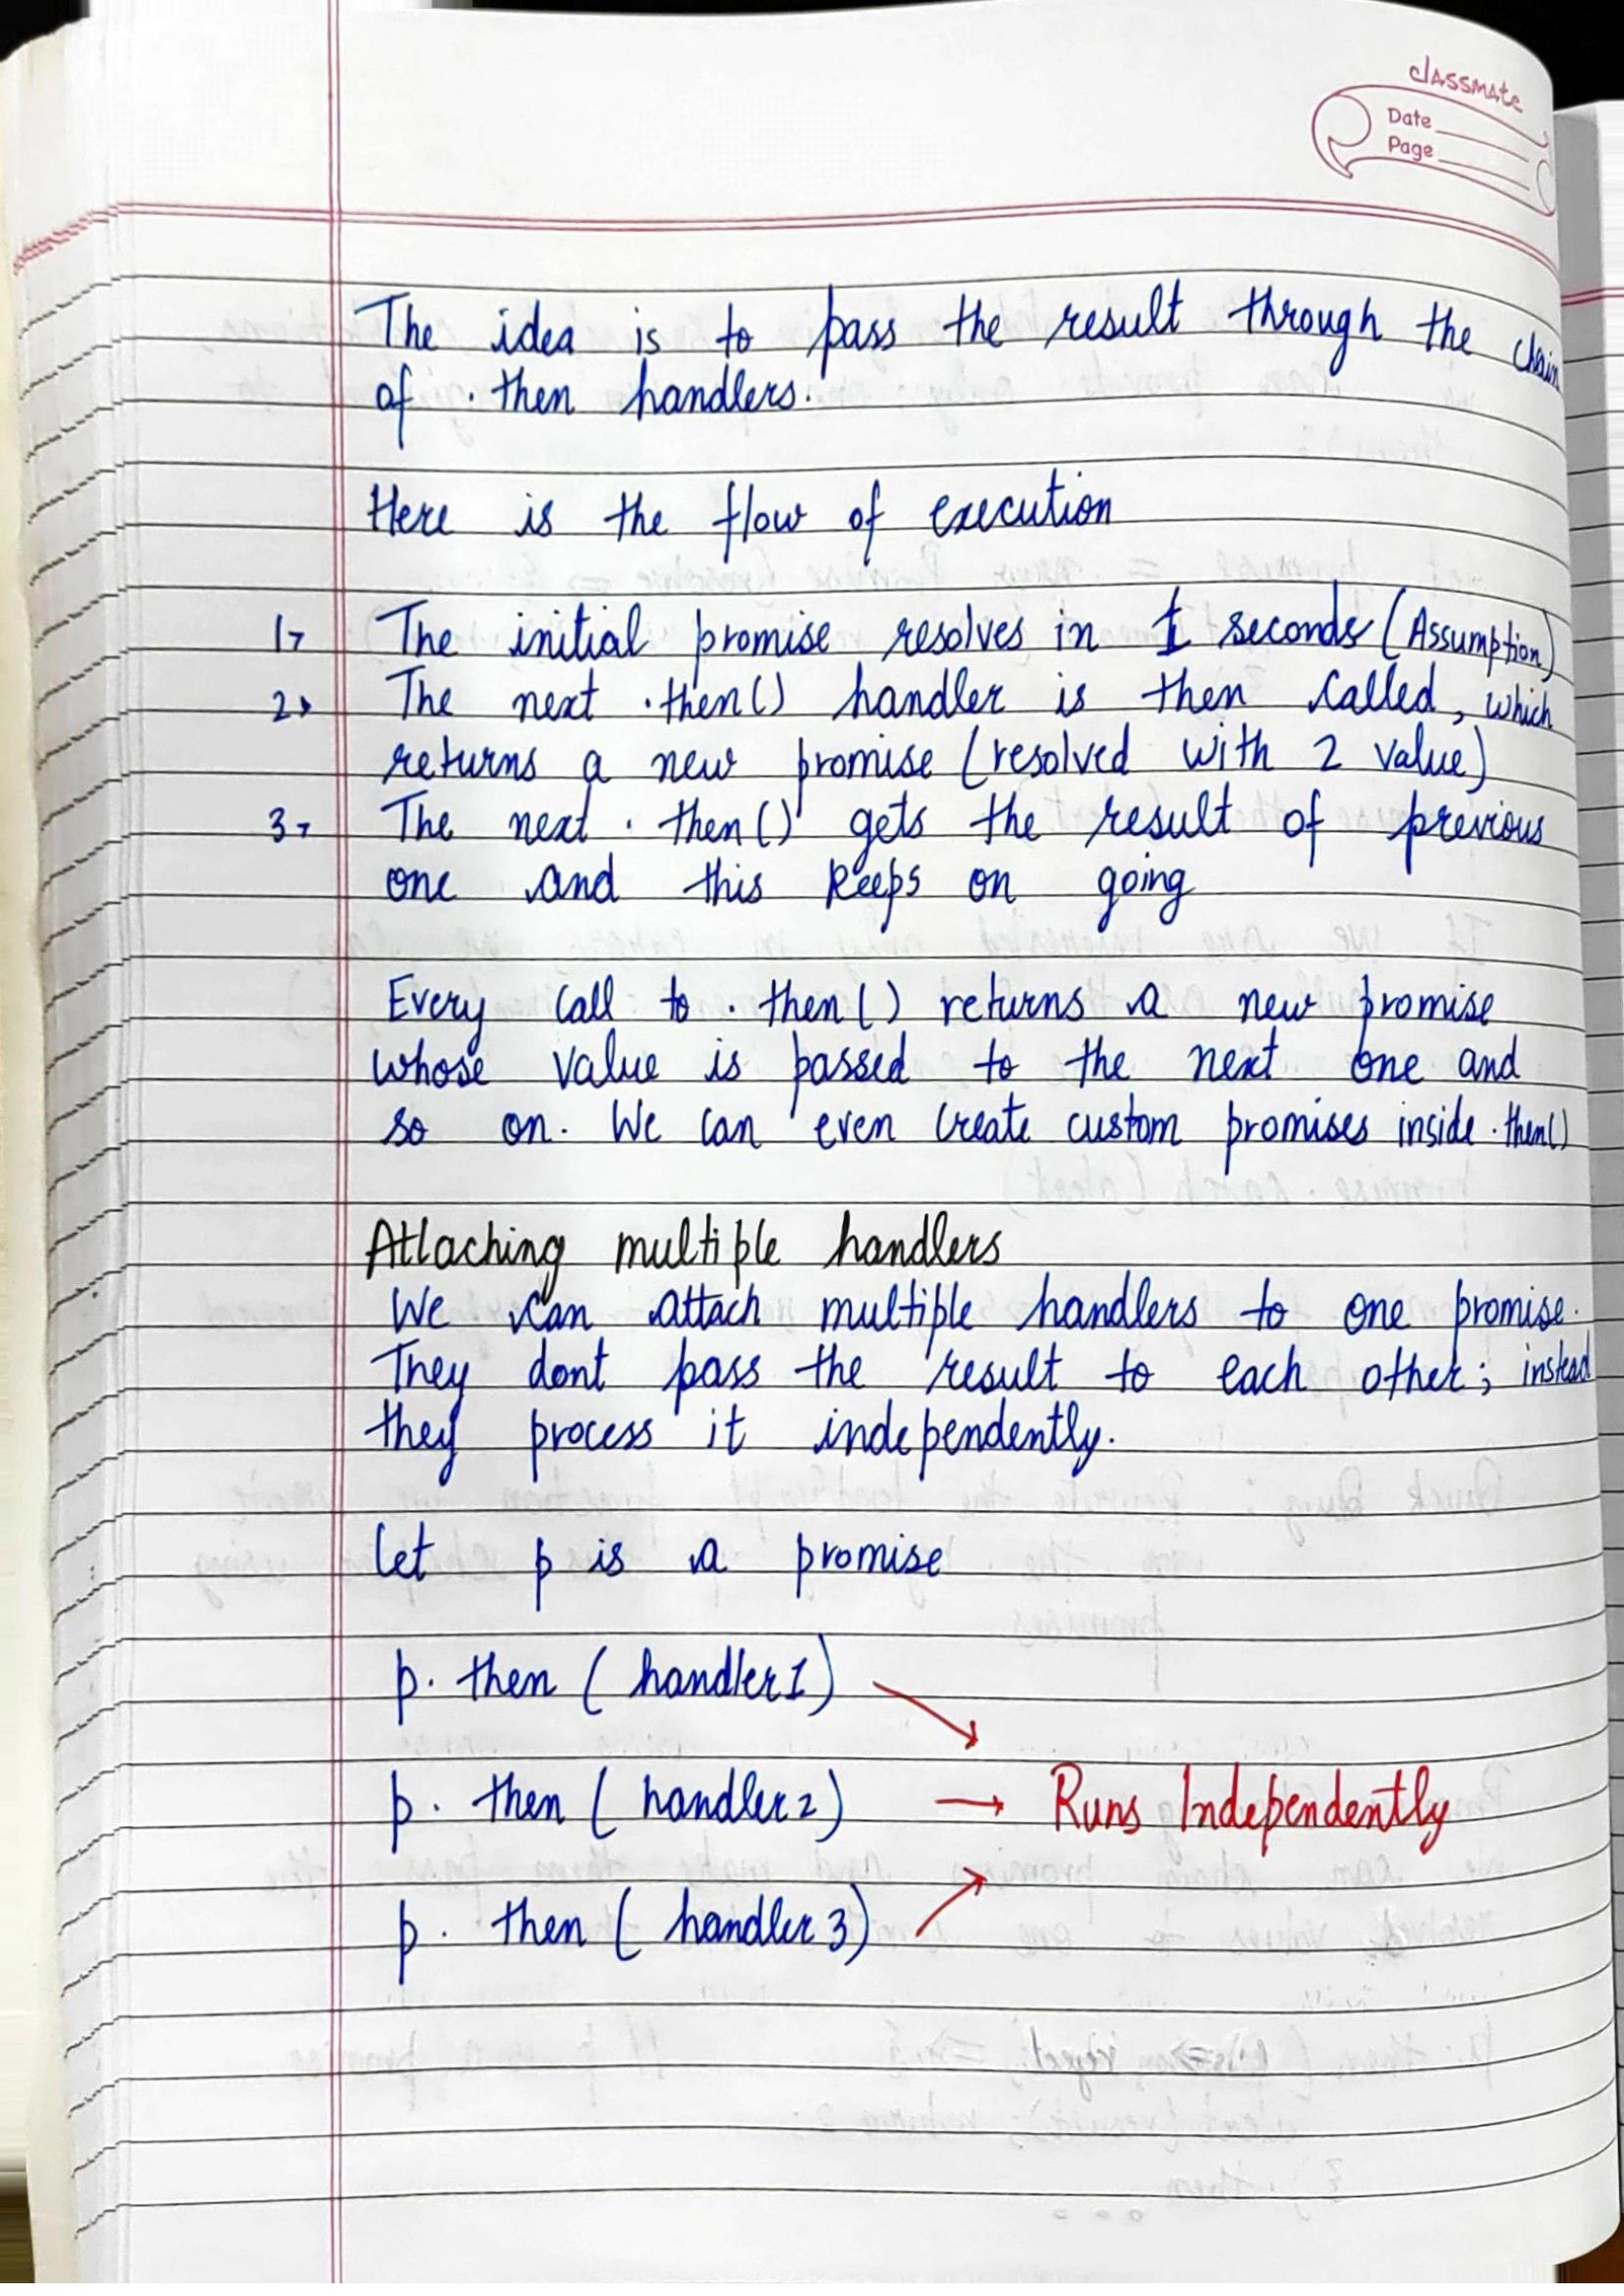 classmate
Date
Page
The idea is to pass the result through the chain
of .then handlers.
Here is the flow of execution
1> The initial promise resolves in 1 seconds (Assumption)
2> The next .then() handler is then called, which
returns a new promise (resolved with 2 value)
3> The next .then() gets the result of previous
one and this keeps on going
Every call to .then() returns a new promise
whose value is passed to the next one and
so on. We can even create custom promises inside .then()
Attaching multiple handlers
We can attach multiple handlers to one promise.
They dont pass the result to each other; instead
they process it independently.
let p is a promise
p. then ( handler1)
p. then ( handler2) → Runs Independently
p. then ( handler 3)